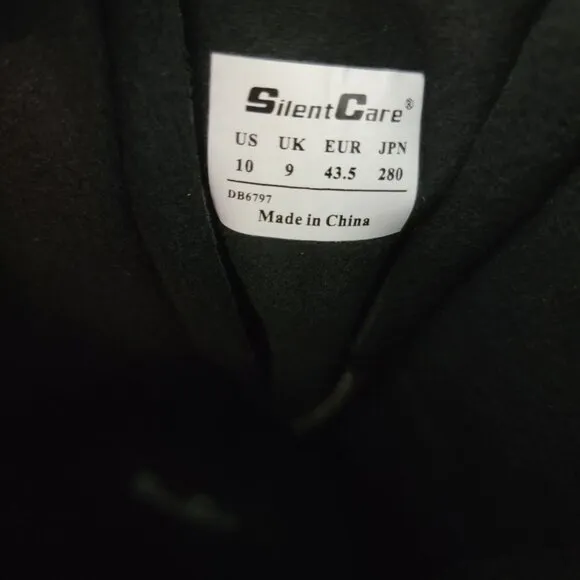 SilentCare®
US UK EUR JPN
10 9 43.5 280
DB6797
Made in China